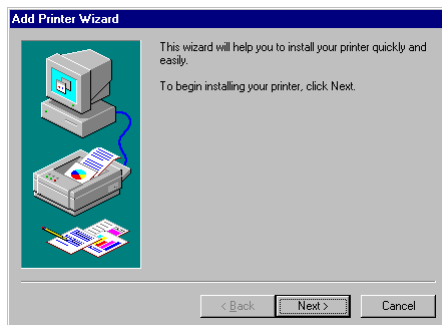 Add Printer Wizard
This wizard will help you to install your printer quickly and
easily.
To begin installing your printer, click Next.
< Back
Next >
Cancel